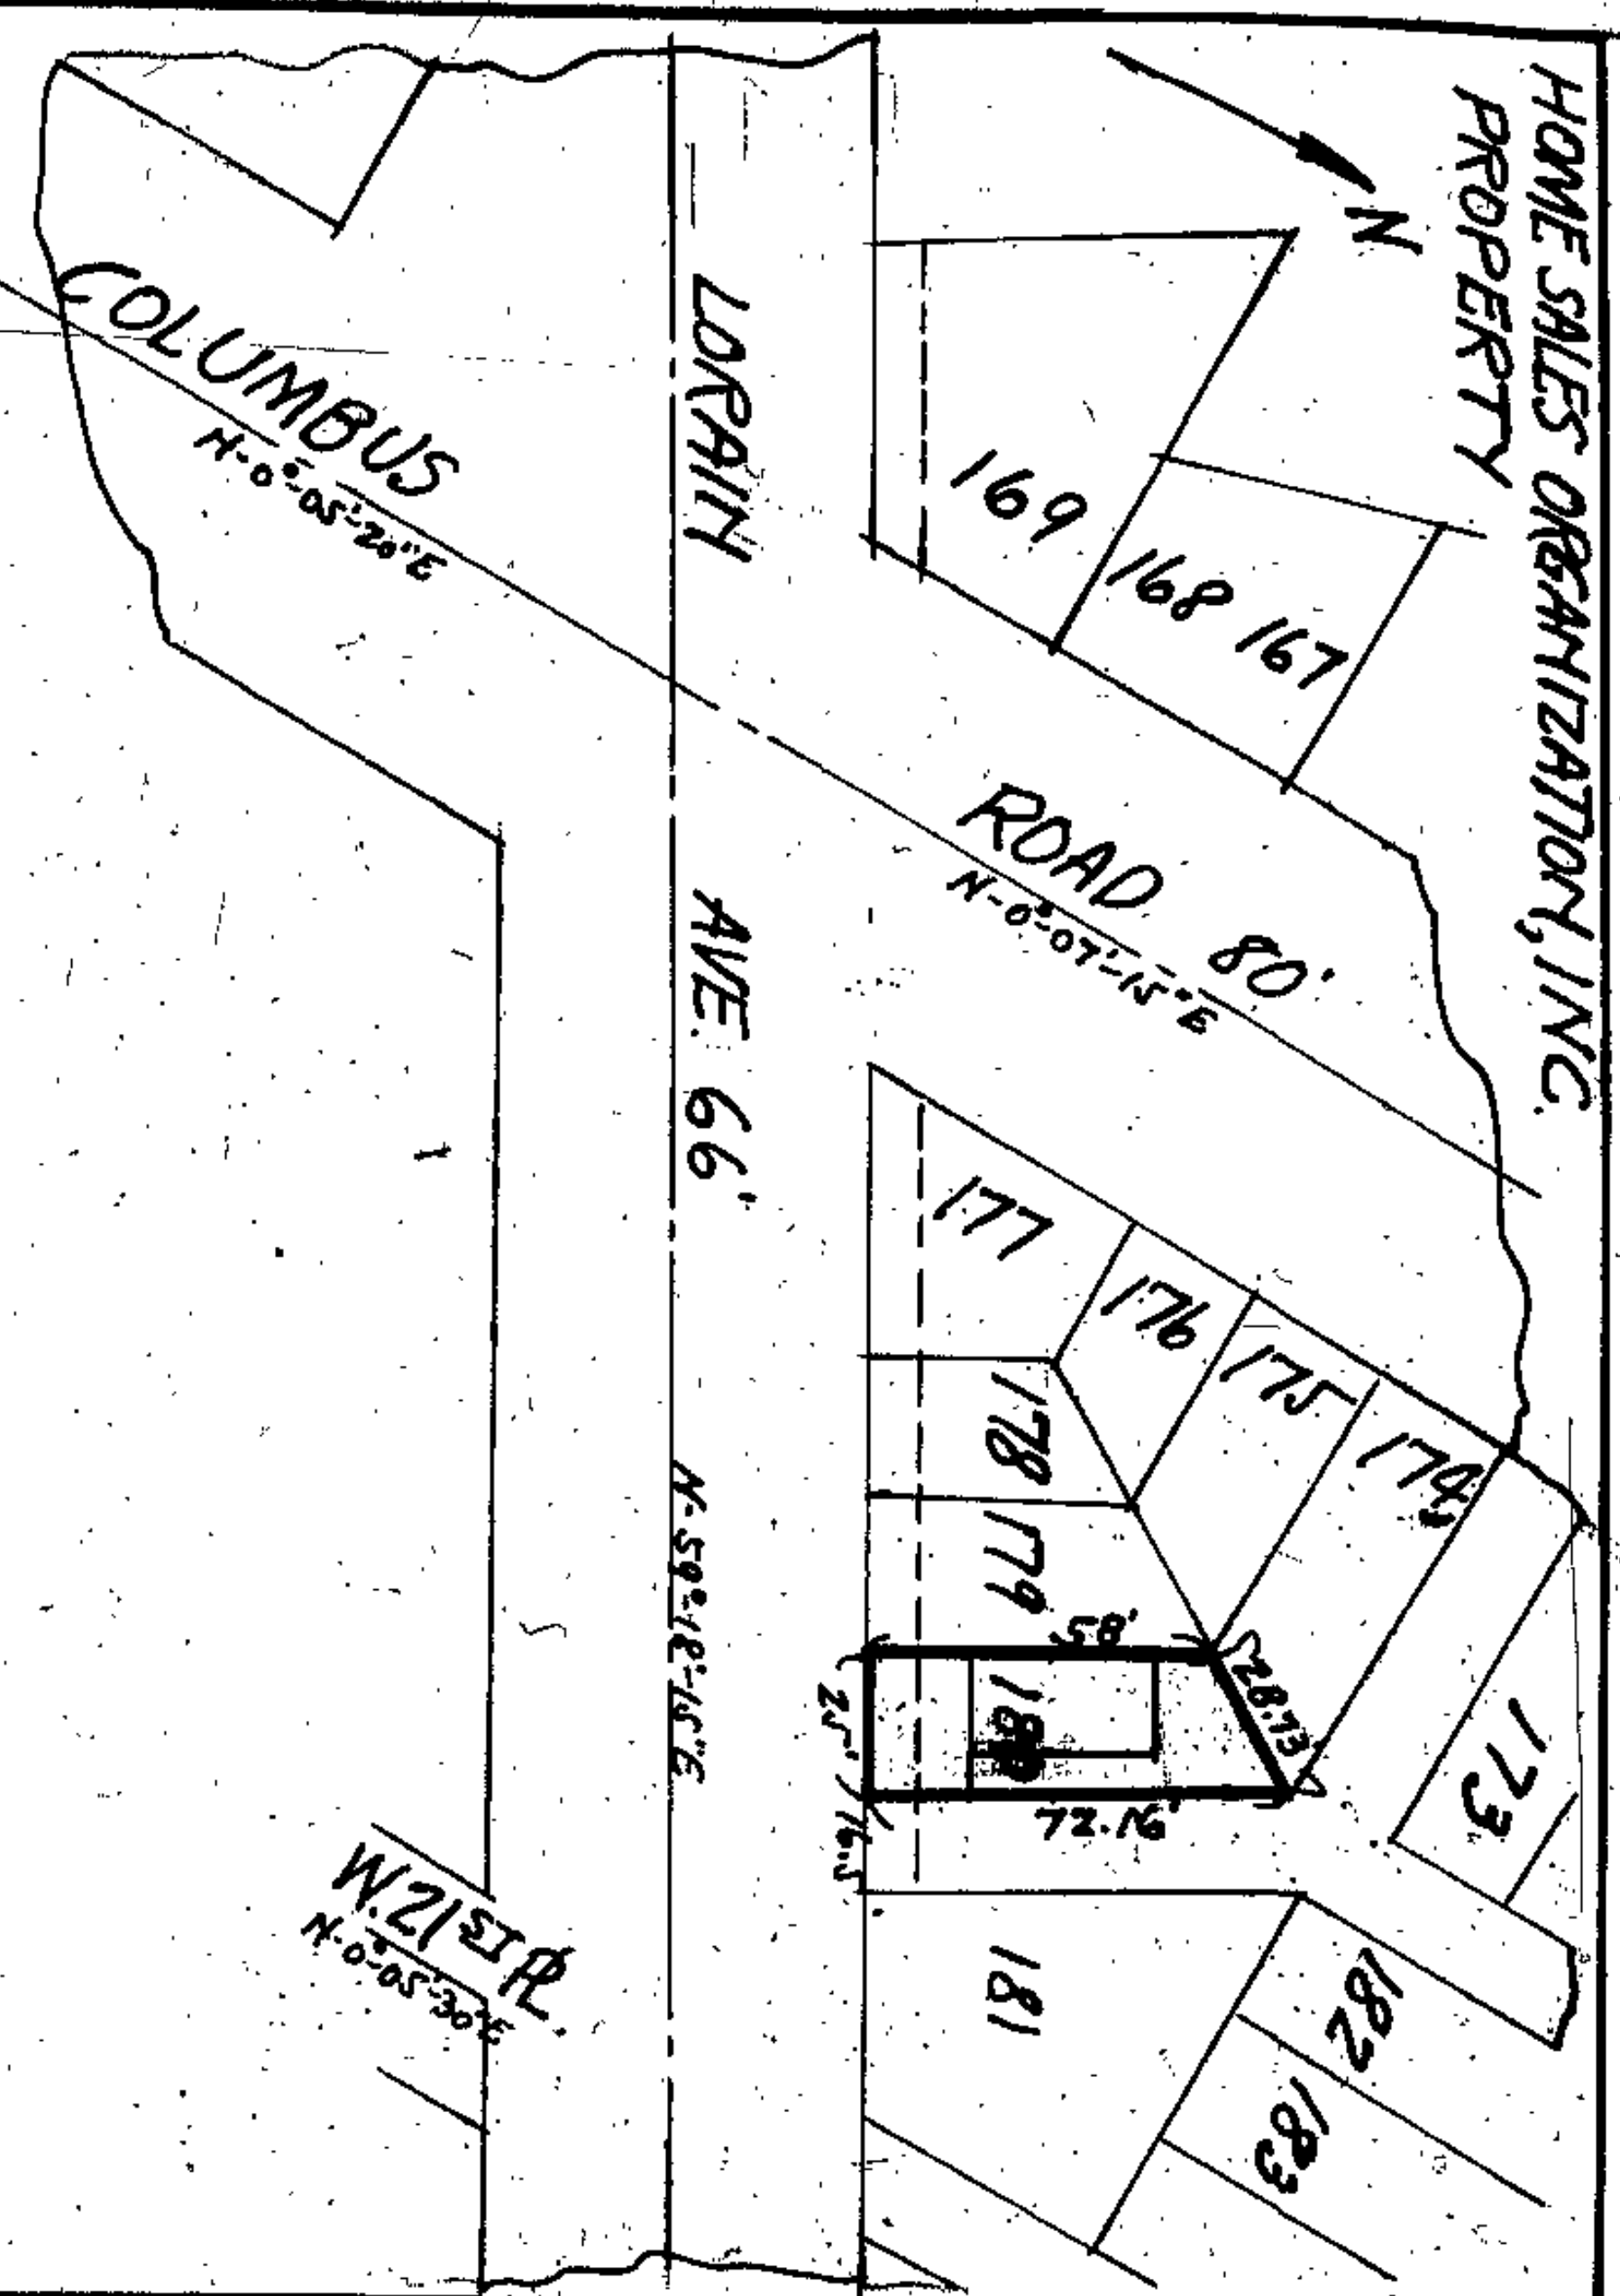 HOME SALES ORGANIZATION, INC.
PROPERTY
N
169
168
167
COLUMBUS
N-0°-05'-20"E
ROAD 80'
N-0°-07'-15"E
LORAIN AVE. 66'
N-59°-18'-15"E
177
176
175
174
173
178
179
180
58'
28.73
25'
72.16'
16.5
181
182
183
W. 21ST PL.
N-0°-05'-30"E